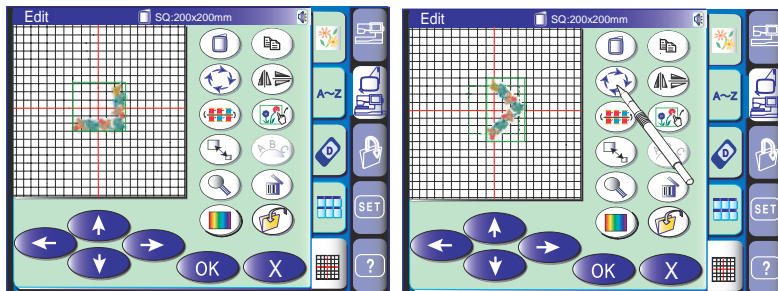 Edit SQ:200x200mm
A~Z
A B C
D
SET
OK X
?
Edit SQ:200x200mm
A~Z
A B C
D
SET
OK X
?